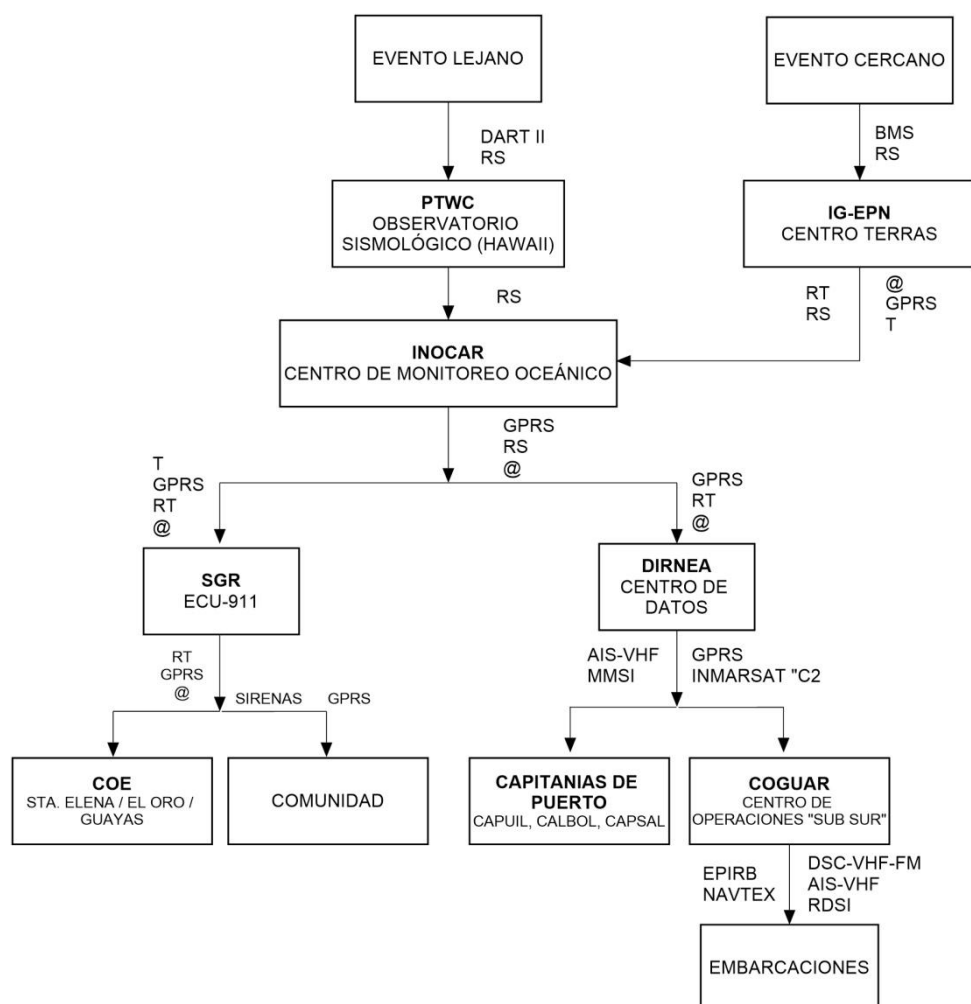 EVENTO LEJANO
EVENTO CERCANO
DART II
RS
BMS
RS
PTWC
OBSERVATORIO
SISMOLÓGICO (HAWAII)
IG-EPN
CENTRO TERRAS
RS
RT
RS
@
GPRS
T
INOCAR
CENTRO DE MONITOREO OCEÁNICO
GPRS
RS
@
T
GPRS
RT
@
GPRS
RT
@
SGR
ECU-911
DIRNEA
CENTRO DE
DATOS
RT
GPRS
@
SIRENAS
GPRS
AIS-VHF
MMSI
GPRS
INMARSAT "C2
COE
STA. ELENA / EL ORO /
GUAYAS
COMUNIDAD
CAPITANIAS DE
PUERTO
CAPUIL, CALBOL, CAPSAL
COGUAR
CENTRO DE
OPERACIONES "SUB SUR"
EPIRB
NAVTEX
DSC-VHF-FM
AIS-VHF
RDSI
EMBARCACIONES